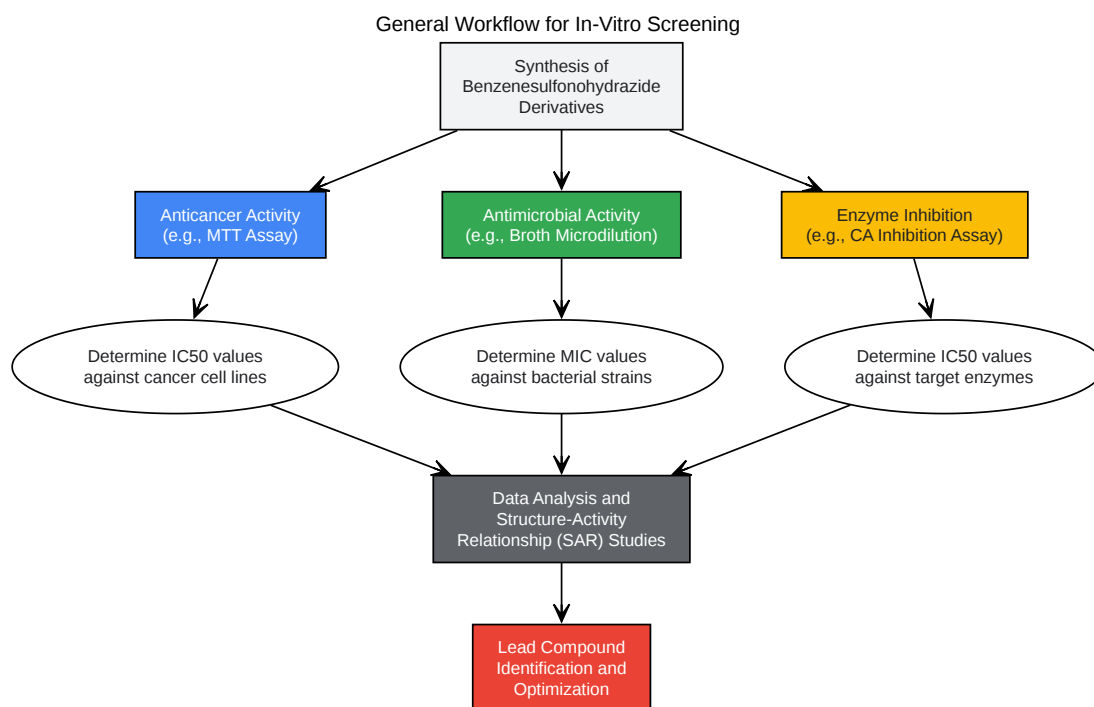 General Workflow for In-Vitro Screening
Synthesis of
Benzenesulfonohydrazide
Derivatives
Anticancer Activity
(e.g., MTT Assay)
Antimicrobial Activity
(e.g., Broth Microdilution)
Enzyme Inhibition
(e.g., CA Inhibition Assay)
Determine IC50 values
against cancer cell lines
Determine MIC values
against bacterial strains
Determine IC50 values
against target enzymes
Data Analysis and
Structure-Activity
Relationship (SAR) Studies
Lead Compound
Identification and
Optimization